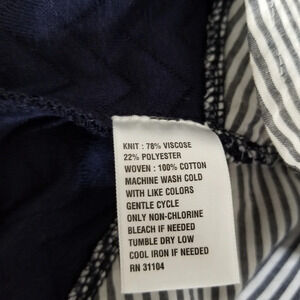 KNIT : 78% VISCOSE
22% POLYESTER
WOVEN : 100% COTTON
MACHINE WASH COLD
WITH LIKE COLORS
GENTLE CYCLE
ONLY NON-CHLORINE
BLEACH IF NEEDED
TUMBLE DRY LOW
COOL IRON IF NEEDED
RN 31104